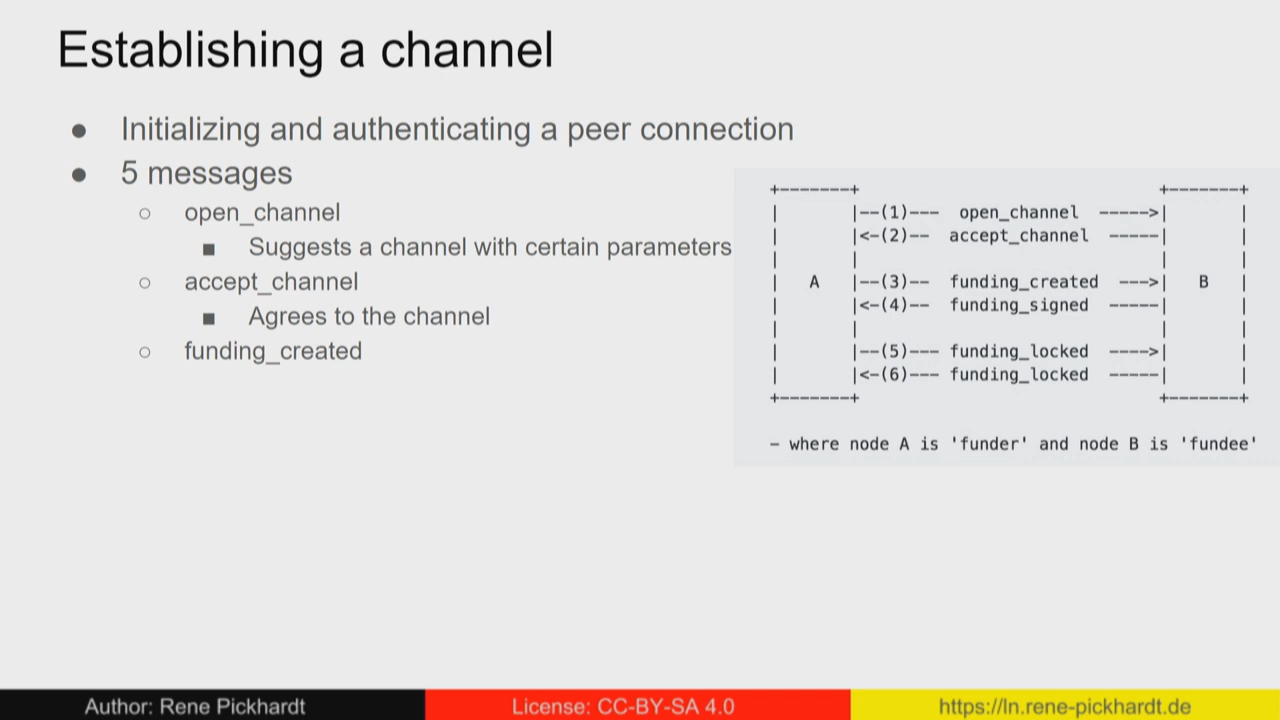 Establishing a channel
● Initializing and authenticating a peer connection
● 5 messages
○ open_channel
■ Suggests a channel with certain parameters
○ accept_channel
■ Agrees to the channel
○ funding_created
+-------+                              +-------+
|       |--(1)---  open_channel  ----->|       |
|       |<-(2)--  accept_channel  -----|       |
|       |                              |       |
|   A   |--(3)--  funding_created  --->|   B   |
|       |<-(4)--  funding_signed  -----|       |
|       |                              |       |
|       |--(5)--- funding_locked  ---->|       |
|       |<-(6)--- funding_locked  -----|       |
+-------+                              +-------+
- where node A is 'funder' and node B is 'fundee'
Author: Rene Pickhardt
License: CC-BY-SA 4.0
https://ln.rene-pickhardt.de